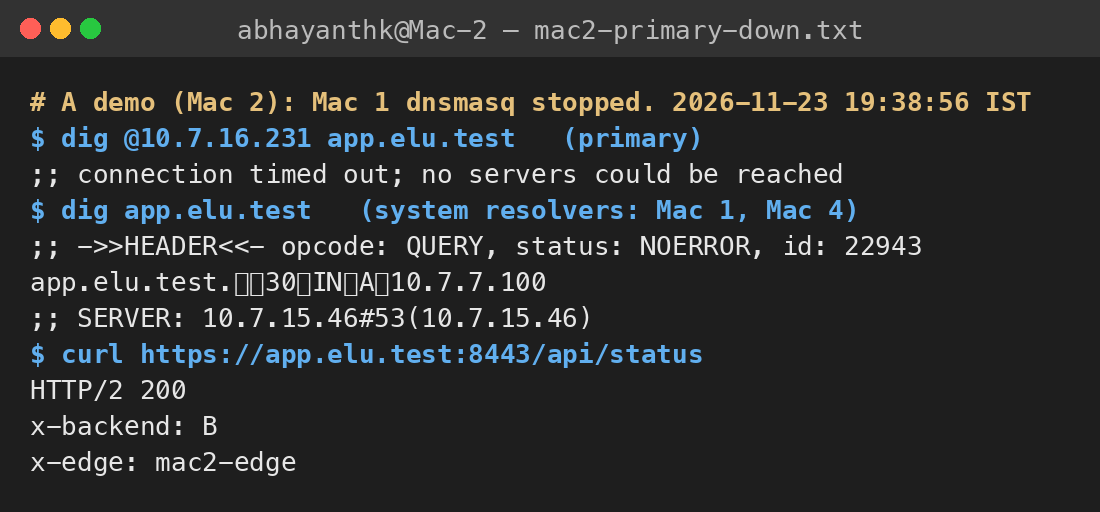 abhayanthk@Mac-2 — mac2-primary-down.txt
# A demo (Mac 2): Mac 1 dnsmasq stopped. 2026-11-23 19:38:56 IST
$ dig @10.7.16.231 app.elu.test   (primary)
;; connection timed out; no servers could be reached
$ dig app.elu.test   (system resolvers: Mac 1, Mac 4)
;; ->>HEADER<<- opcode: QUERY, status: NOERROR, id: 22943
app.elu.test.□□30□IN□A□10.7.7.100
;; SERVER: 10.7.15.46#53(10.7.15.46)
$ curl https://app.elu.test:8443/api/status
HTTP/2 200
x-backend: B
x-edge: mac2-edge